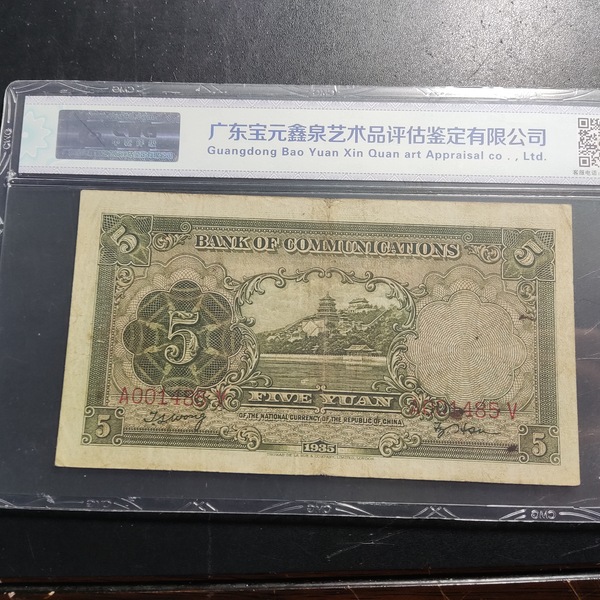 广东宝元鑫泉艺术品评估鉴定有限公司
Guangdong Bao Yuan Xin Quan art Appraisal co . , Ltd.
5
5
BANK OF COMMUNICATIONS
5
A001485 V
A001485 V
FIVE YUAN
OF THE NATIONAL CURRENCY OF THE REPUBLIC OF CHINA
5
5
1935
CMG